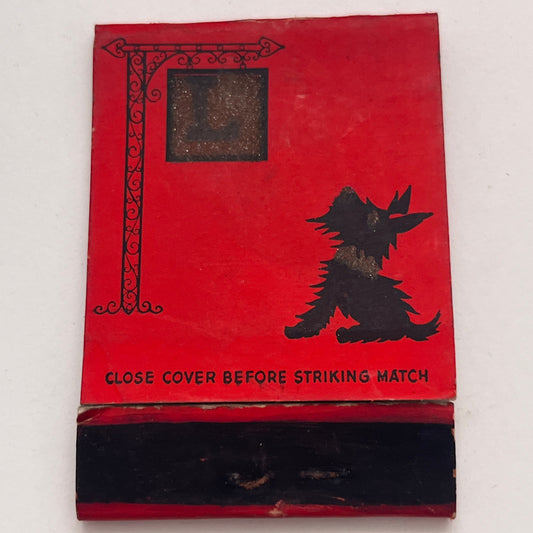 L
CLOSE COVER BEFORE STRIKING MATCH